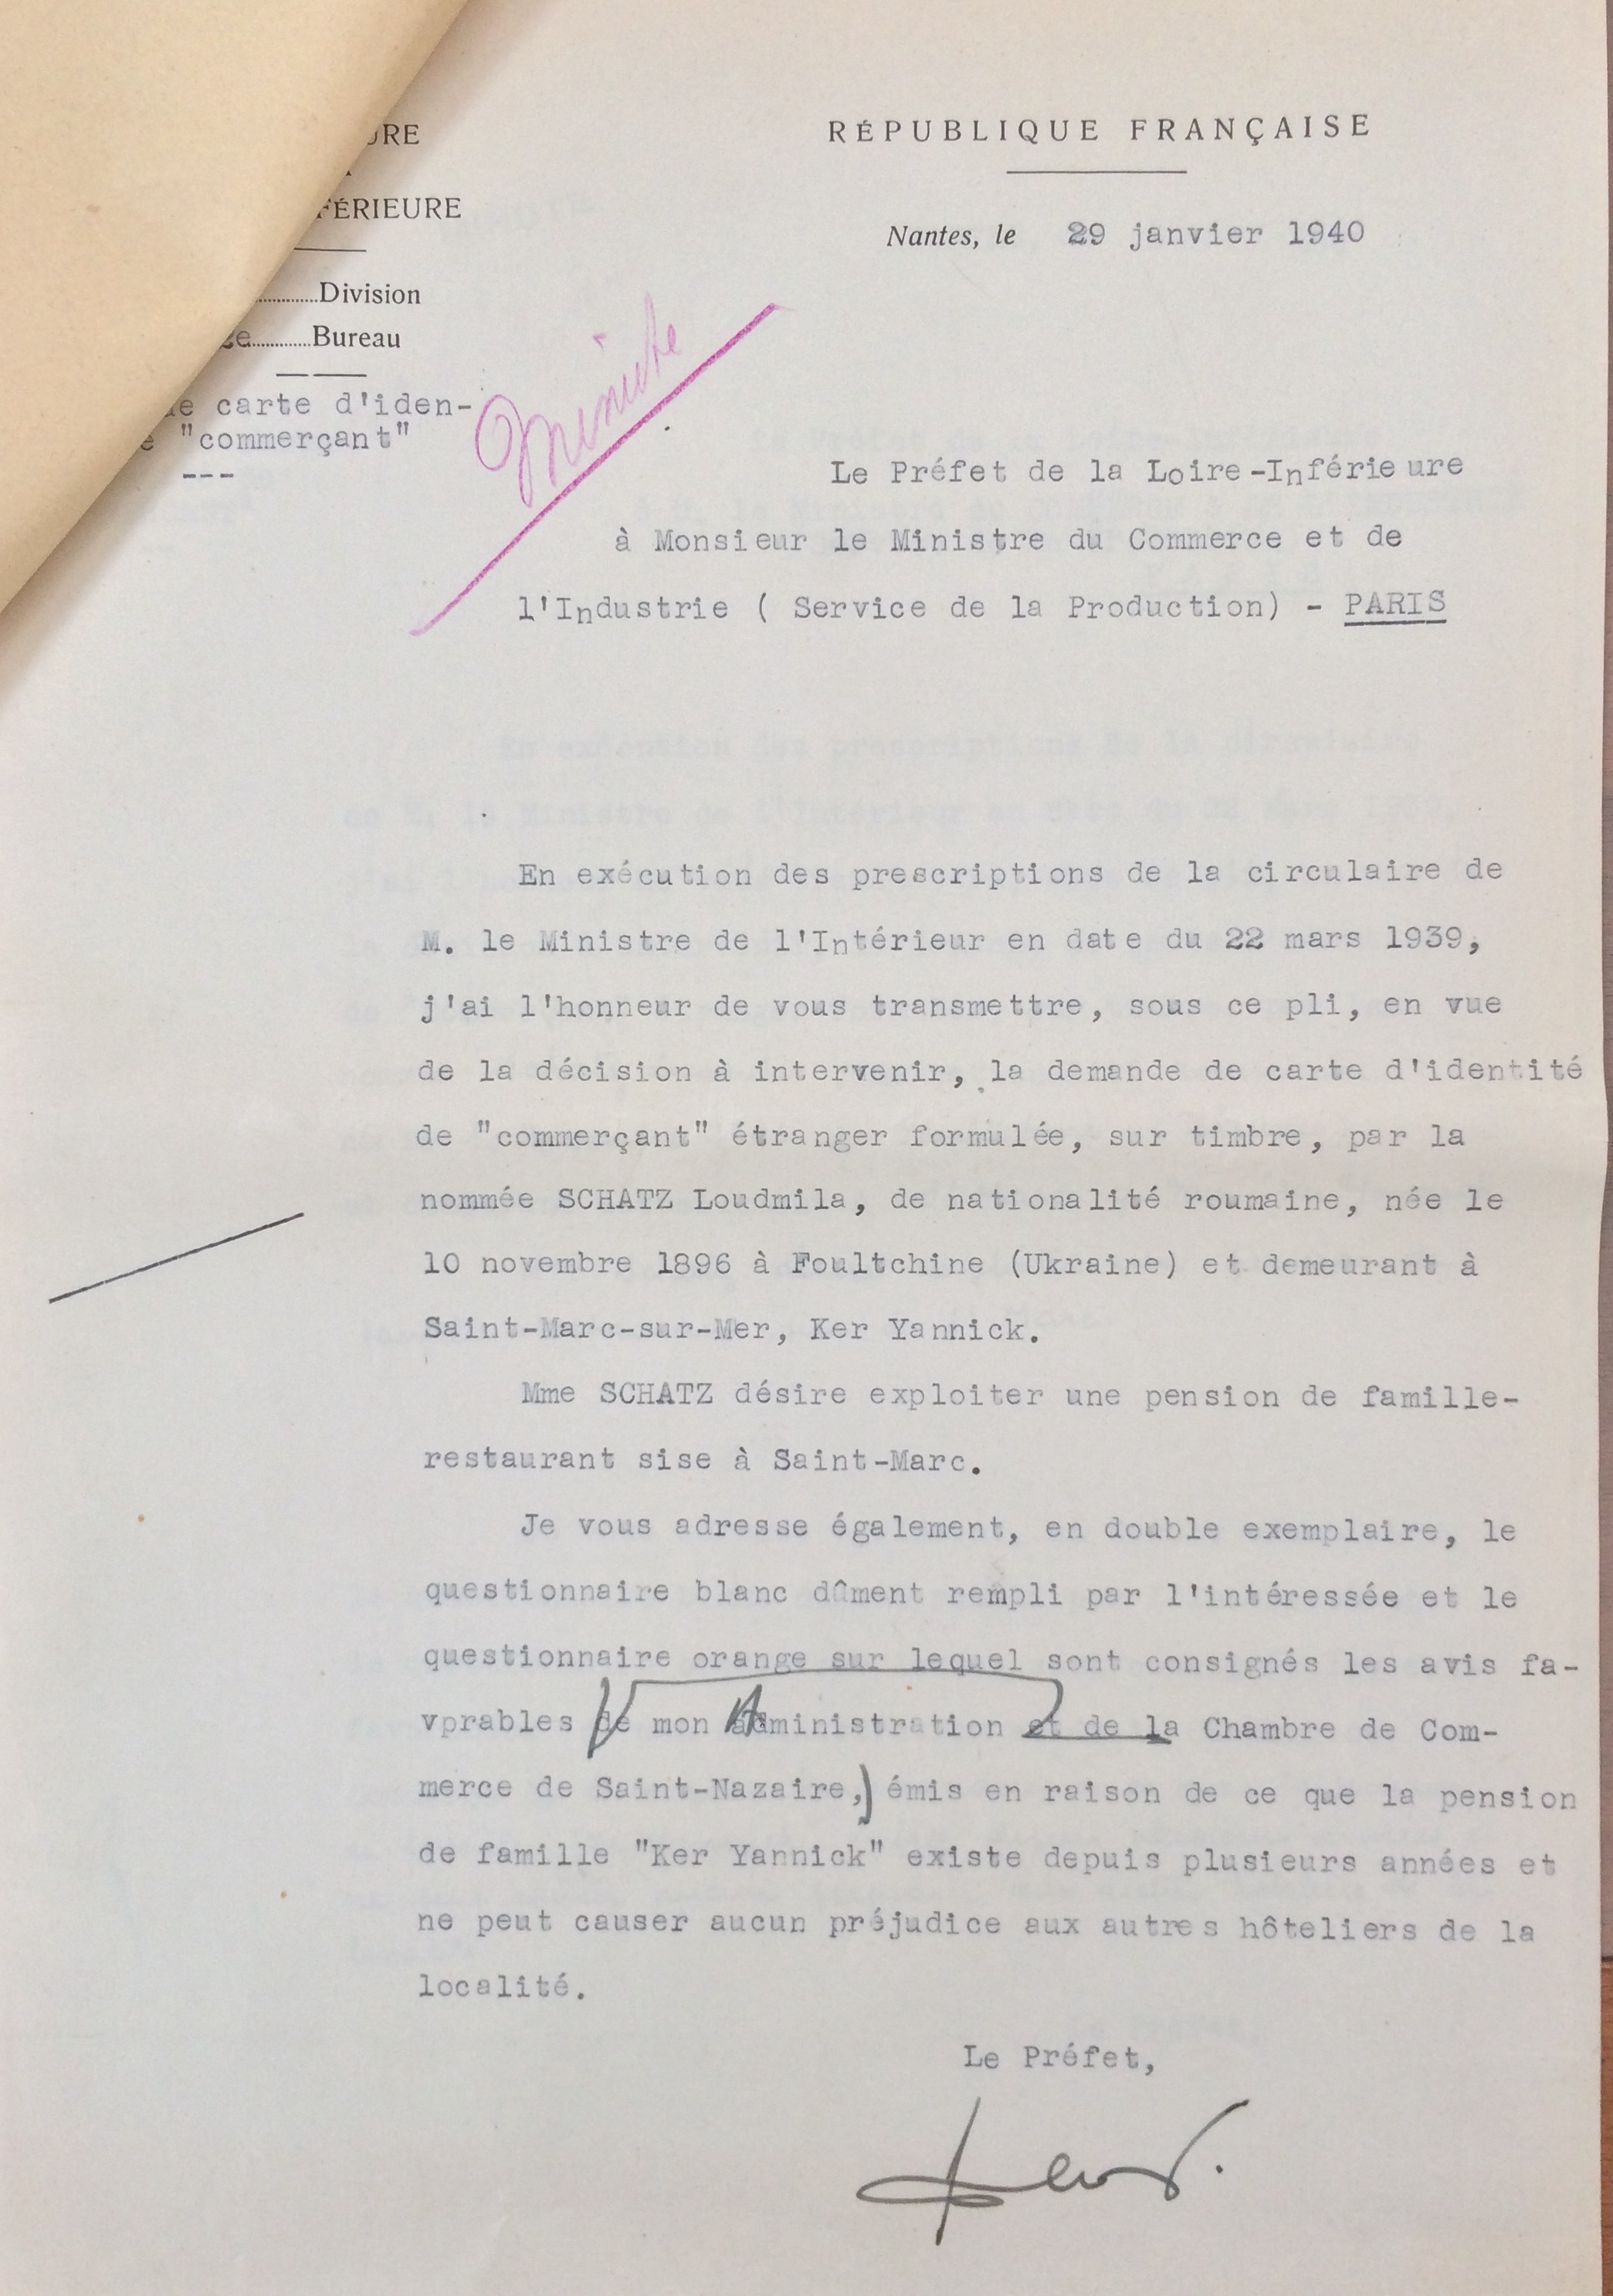 RÉPUBLIQUE FRANÇAISE
URE
FÉRIEURE
Nantes, le 29 janvier 1940
Division
Bureau
carte d'iden-
"commerçant"
---
Minute
Le Préfet de la Loire-Inférieure
à Monsieur le Ministre du Commerce et de
l'Industrie ( Service de la Production) - PARIS
En exécution des prescriptions de la circulaire de
M. le Ministre de l'Intérieur en date du 22 mars 1939,
j'ai l'honneur de vous transmettre, sous ce pli, en vue
de la décision à intervenir, la demande de carte d'identité
de "commerçant" étranger formulée, sur timbre, par la
nommée SCHATZ Loudmila, de nationalité roumaine, née le
10 novembre 1896 à Foultchine (Ukraine) et demeurant à
Saint-Marc-sur-Mer, Ker Yannick.
Mme SCHATZ désire exploiter une pension de famille-
restaurant sise à Saint-Marc.
Je vous adresse également, en double exemplaire, le
questionnaire blanc dûment rempli par l'intéressée et le
questionnaire orange sur lequel sont consignés les avis fa-
vprables de mon Administration et de la Chambre de Com-
merce de Saint-Nazaire,) émis en raison de ce que la pension
de famille "Ker Yannick" existe depuis plusieurs années et
ne peut causer aucun préjudice aux autres hôteliers de la
localité.
Le Préfet,